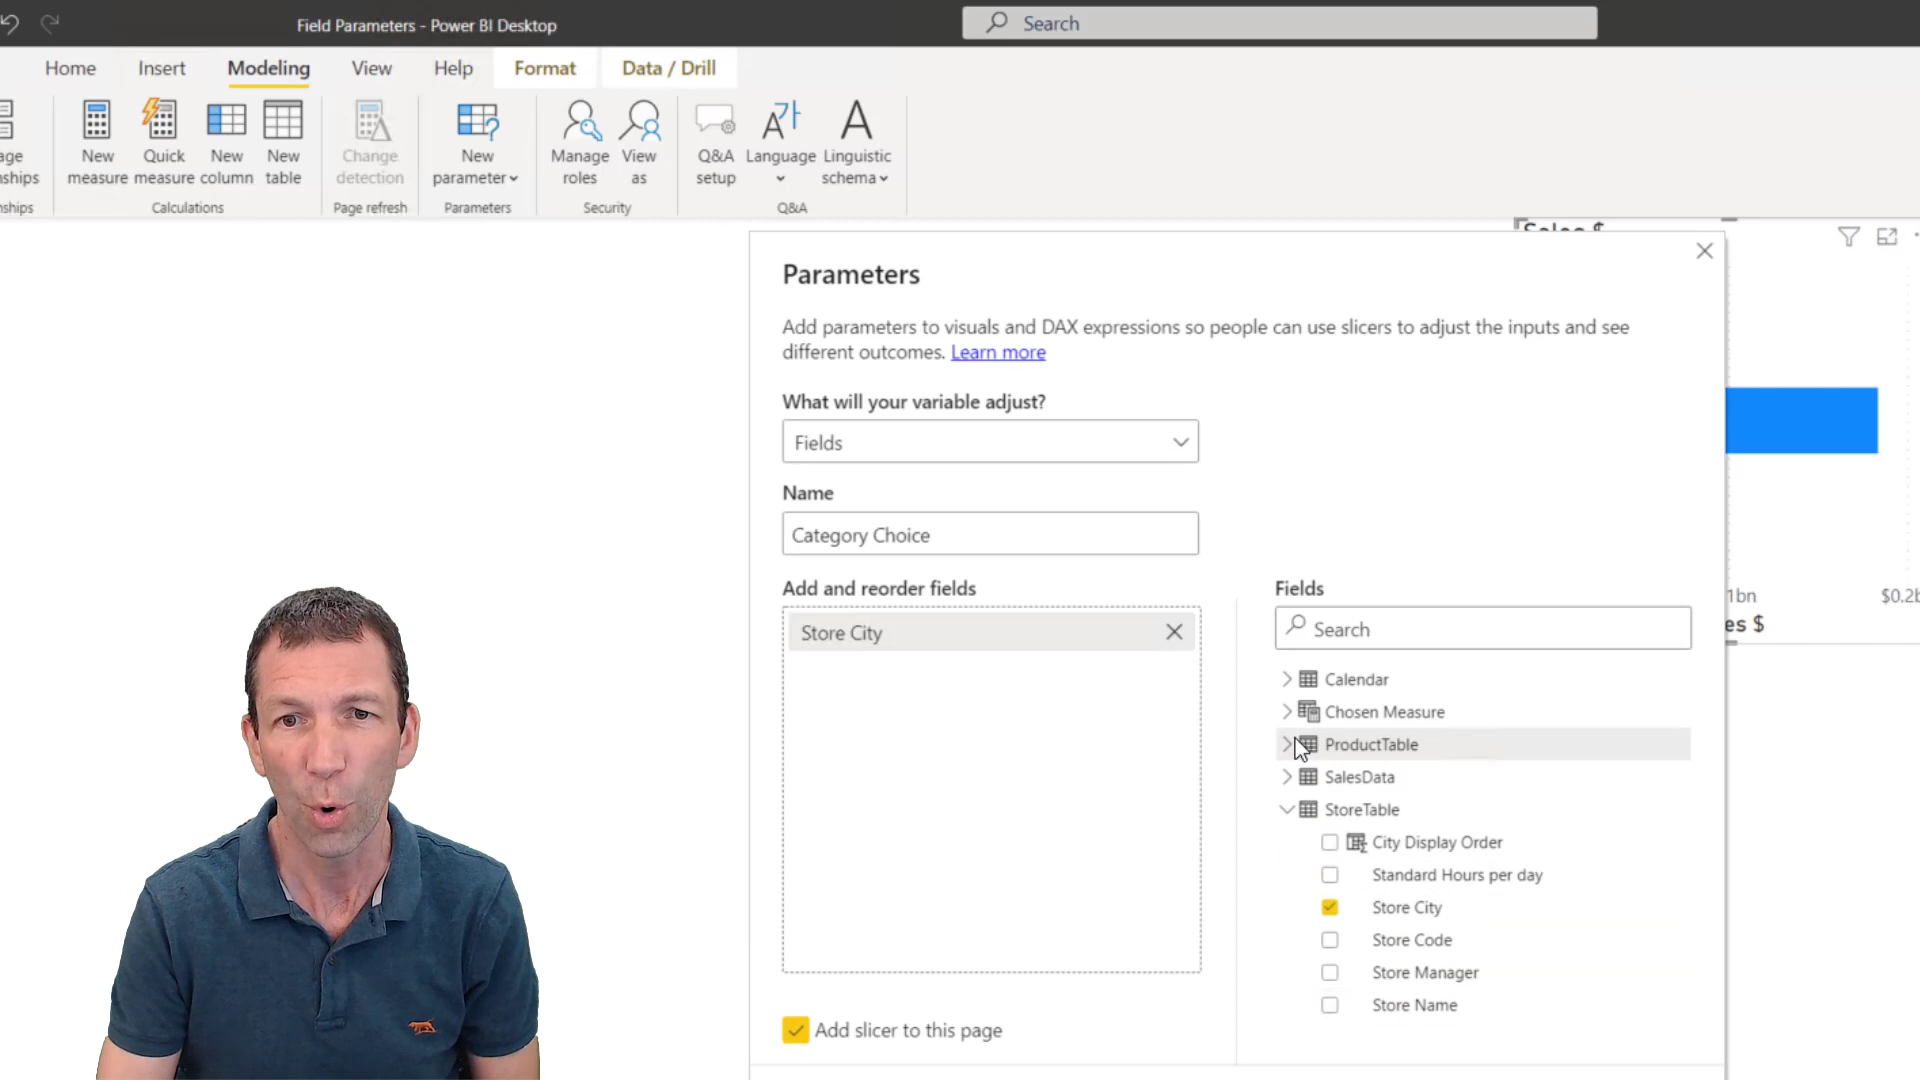 Field Parameters - Power BI Desktop
Search
Home Insert Modeling View Help Format Data / Drill
New measure
Quick measure
New column
New table
Change detection
New parameter
Manage roles
View as
Q&A setup
Language
Linguistic schema
Calculations
Page refresh
Parameters
Security
Q&A
Sales $
Parameters
Add parameters to visuals and DAX expressions so people can use slicers to adjust the inputs and see
different outcomes. Learn more
What will your variable adjust?
Fields
Name
Category Choice
Add and reorder fields
Store City
Add slicer to this page
Fields
Search
Calendar
Chosen Measure
ProductTable
SalesData
StoreTable
City Display Order
Standard Hours per day
Store City
Store Code
Store Manager
Store Name